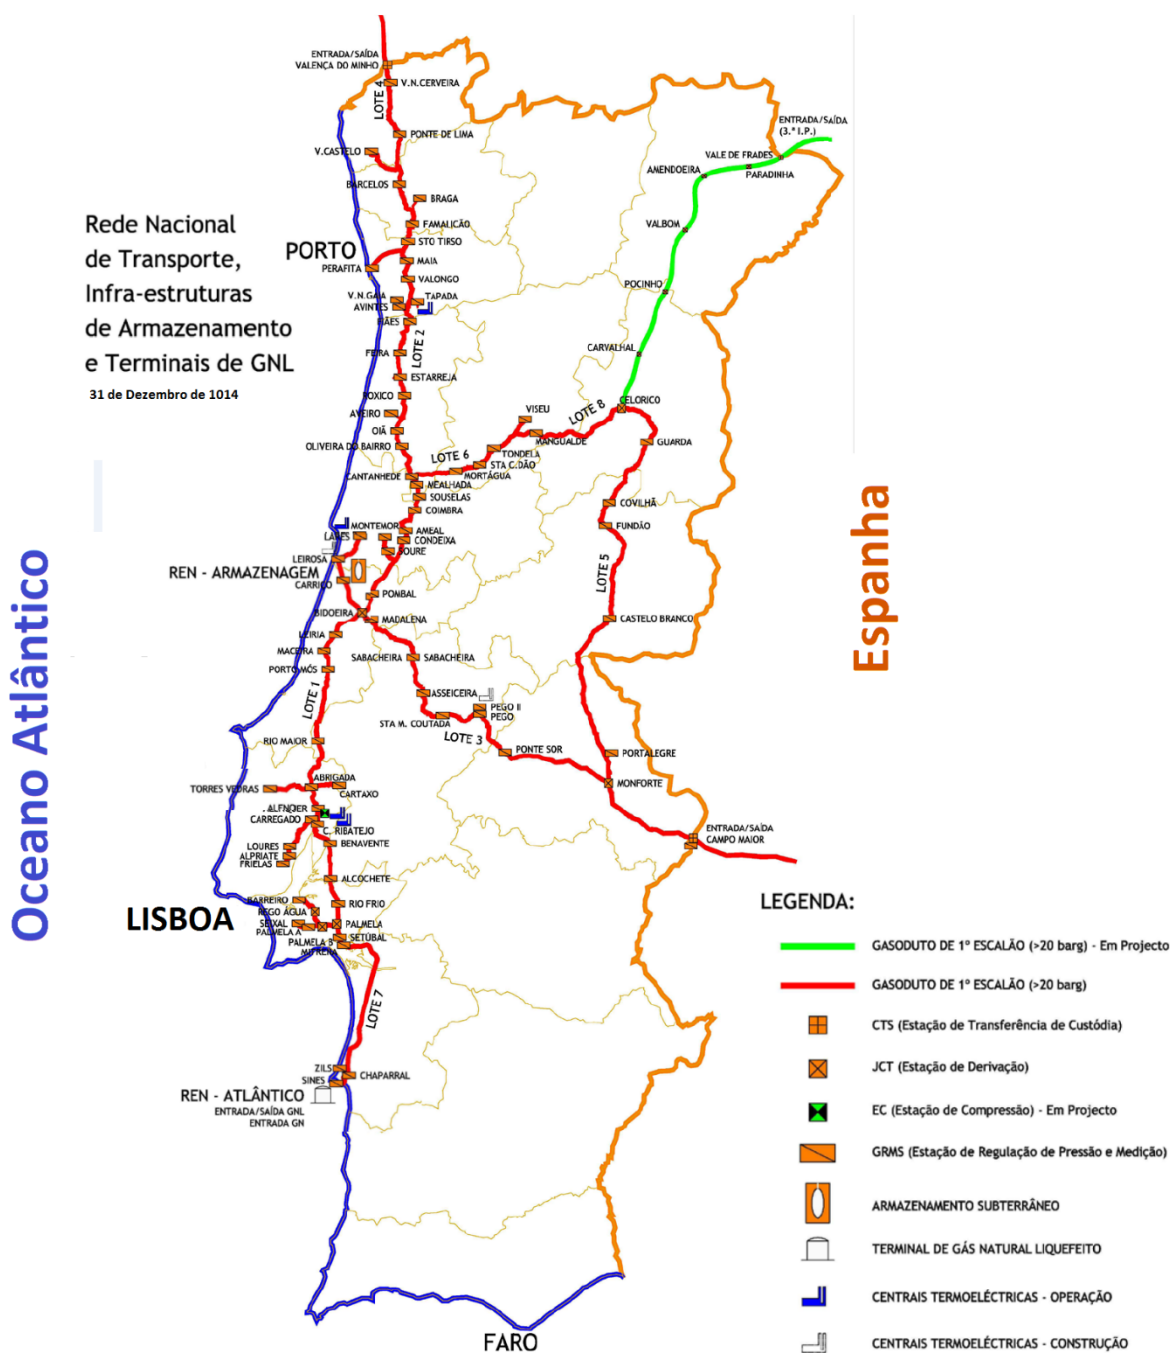 ENTRADA/SAÍDA
VALENÇA DO MINHO
V.N.CERVEIRA
LOTE 4
PONTE DE LIMA
V.CASTELO
BARCELOS
BRAGA
FAMALICÃO
STO TIRSO
PORTO
PERAFITA
MAIA
VALONGO
V.N.GAIA
TAPADA
AVINTES
FIÃES
LOTE 2
FEIRA
ESTARREJA
AVEIRO
OIÃ
OLIVEIRA DO BAIRRO
ENTRADA/SAÍDA
(3.ª I.P.)
VALE DE FRADES
PARADINHA
AMENDOEIRA
VALBOM
POCINHO
CARVALHAL
CELORICO
GUARDA
LOTE 8
VISEU
MANGUALDE
TONDELA
STA C.DÃO
LOTE 6
MORTÁGUA
CANTANHEDE
MEALHADA
SOUSELAS
COIMBRA
COVILHÃ
FUNDÃO
LOTE 5
Rede Nacional
de Transporte,
Infra-estruturas
de Armazenamento
e Terminais de GNL
31 de Dezembro de 1014
Oceano Atlântico
Espanha
MONTEMOR
LARES
AMEAL
CONDEIXA
SOURE
LEIROSA
REN - ARMAZENAGEM
CARRIÇO
POMBAL
BIDOEIRA
MADALENA
LEIRIA
MACEIRA
PORTO MÓS
SABACHEIRA
SABACHEIRA
CASTELO BRANCO
ASSEICEIRA
PEGO II
PEGO
STA M. COUTADA
LOTE 3
PONTE SOR
LOTE 1
RIO MAIOR
PORTALEGRE
MONFORTE
ENTRADA/SAÍDA
CAMPO MAIOR
TORRES VEDRAS
ABRIGADA
CARTAXO
ALENQUER
CARREGADO
C. RIBATEJO
BENAVENTE
LOURES
ALPRIATE
FRIELAS
ALCOCHETE
BARREIRO
RIO FRIO
REGO ÁGUA
LISBOA
SEIXAL
PALMELA A
PALMELA
PALMELA B
SETÚBAL
MITRENA
LOTE 7
ZILS
SINES
CHAPARRAL
REN - ATLÂNTICO
ENTRADA/SAÍDA GNL
ENTRADA GN
FARO
LEGENDA:
GASODUTO DE 1º ESCALÃO (>20 barg) - Em Projecto
GASODUTO DE 1º ESCALÃO (>20 barg)
CTS (Estação de Transferência de Custódia)
JCT (Estação de Derivação)
EC (Estação de Compressão) - Em Projecto
GRMS (Estação de Regulação de Pressão e Medição)
ARMAZENAMENTO SUBTERRÂNEO
TERMINAL DE GÁS NATURAL LIQUEFEITO
CENTRAIS TERMOELÉCTRICAS - OPERAÇÃO
CENTRAIS TERMOELÉCTRICAS - CONSTRUÇÃO